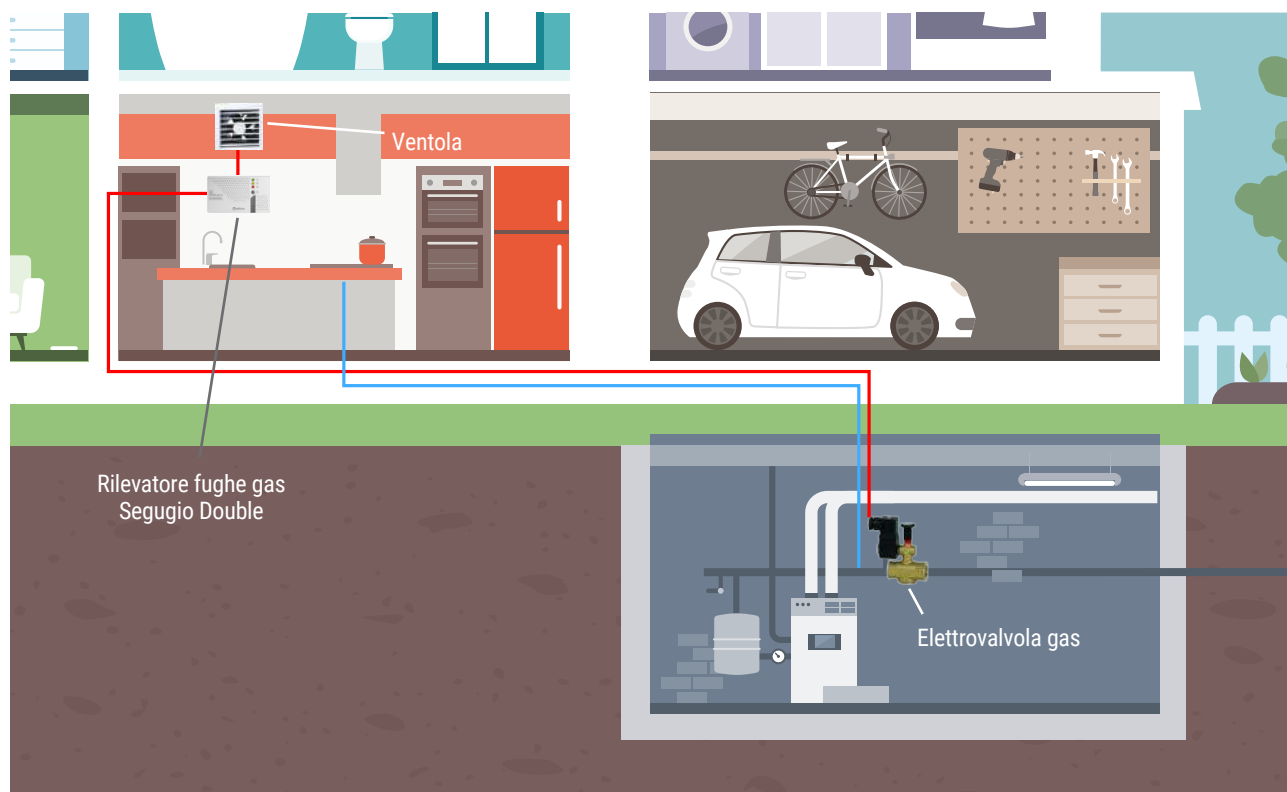 Ventola
Rilevatore fughe gas
Segugio Double
Elettrovalvola gas